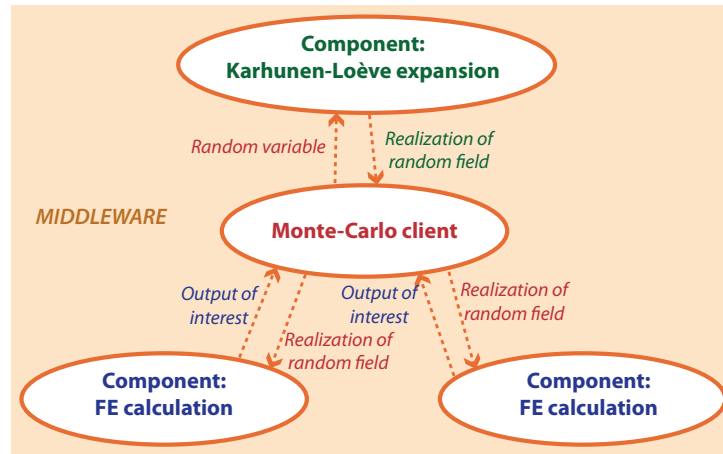 Component:
Karhunen-Loève expansion
Random variable
Realization of
random field
MIDDLEWARE
Monte-Carlo client
Output of
interest
Realization of
random field
Output of
interest
Realization of
random field
Component:
FE calculation
Component:
FE calculation